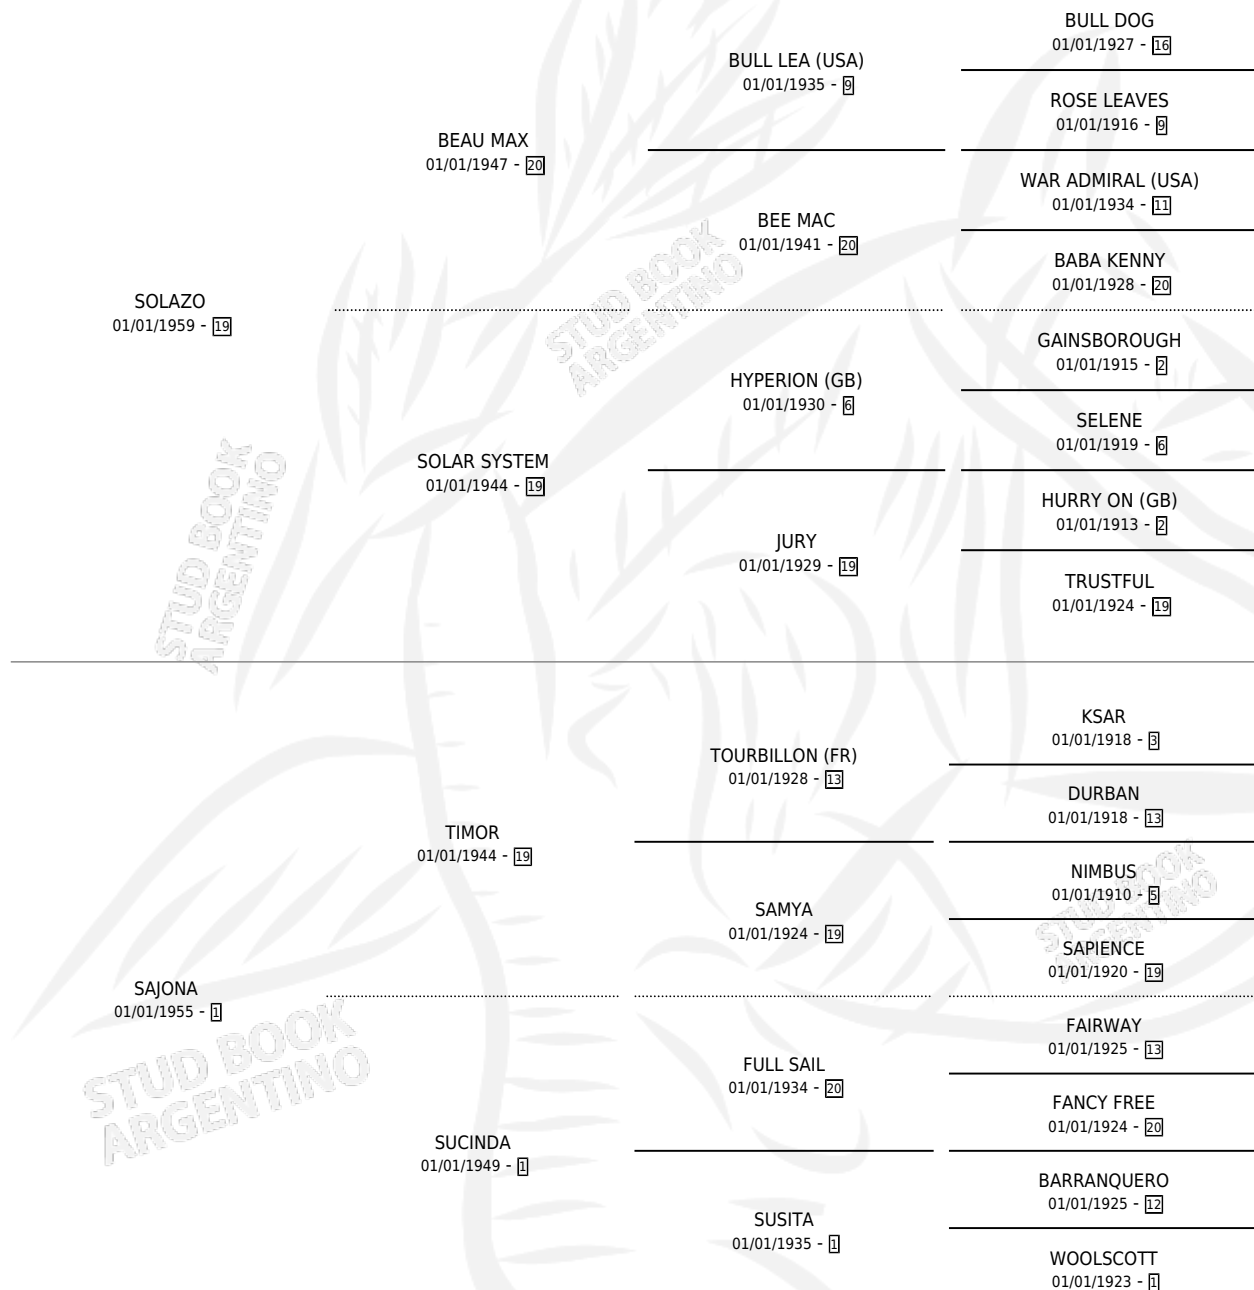 BULL DOG
01/01/1927 - 16
BULL LEA (USA)
01/01/1935 - 9
ROSE LEAVES
01/01/1916 - 9
BEAU MAX
01/01/1947 - 20
WAR ADMIRAL (USA)
01/01/1934 - 11
BEE MAC
01/01/1941 - 20
BABA KENNY
01/01/1928 - 20
SOLAZO
01/01/1959 - 19
STUD BOOK
ARGENTINO
GAINSBOROUGH
01/01/1915 - 2
HYPERION (GB)
01/01/1930 - 6
SELENE
01/01/1919 - 6
SOLAR SYSTEM
01/01/1944 - 19
HURRY ON (GB)
01/01/1913 - 2
JURY
01/01/1929 - 19
TRUSTFUL
01/01/1924 - 19
STUD BOOK
ARGENTINO
KSAR
01/01/1918 - 3
TOURBILLON (FR)
01/01/1928 - 13
DURBAN
01/01/1918 - 13
TIMOR
01/01/1944 - 19
NIMBUS
01/01/1910 - 5
SAMYA
01/01/1924 - 19
SAPIENCE
01/01/1920 - 19
STUD BOOK
ARGENTINO
SAJONA
01/01/1955 - 1
FAIRWAY
01/01/1925 - 13
FULL SAIL
01/01/1934 - 20
FANCY FREE
01/01/1924 - 20
STUD BOOK
ARGENTINO
SUCINDA
01/01/1949 - 1
BARRANQUERO
01/01/1925 - 12
SUSITA
01/01/1935 - 1
WOOLSCOTT
01/01/1923 - 1